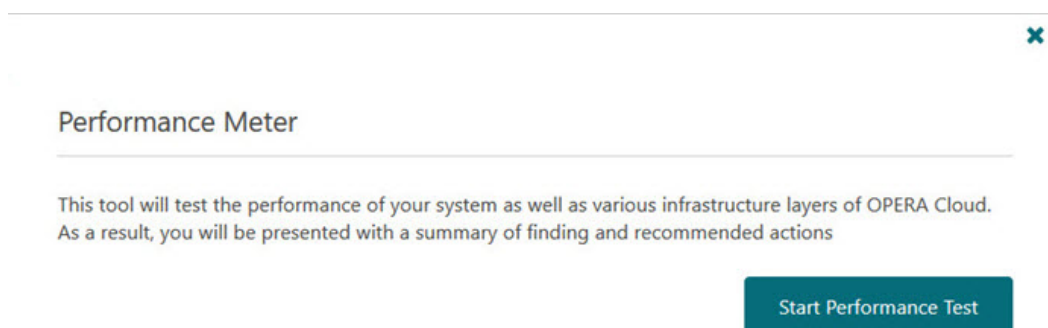 Performance Meter
This tool will test the performance of your system as well as various infrastructure layers of OPERA Cloud.
As a result, you will be presented with a summary of finding and recommended actions
Start Performance Test